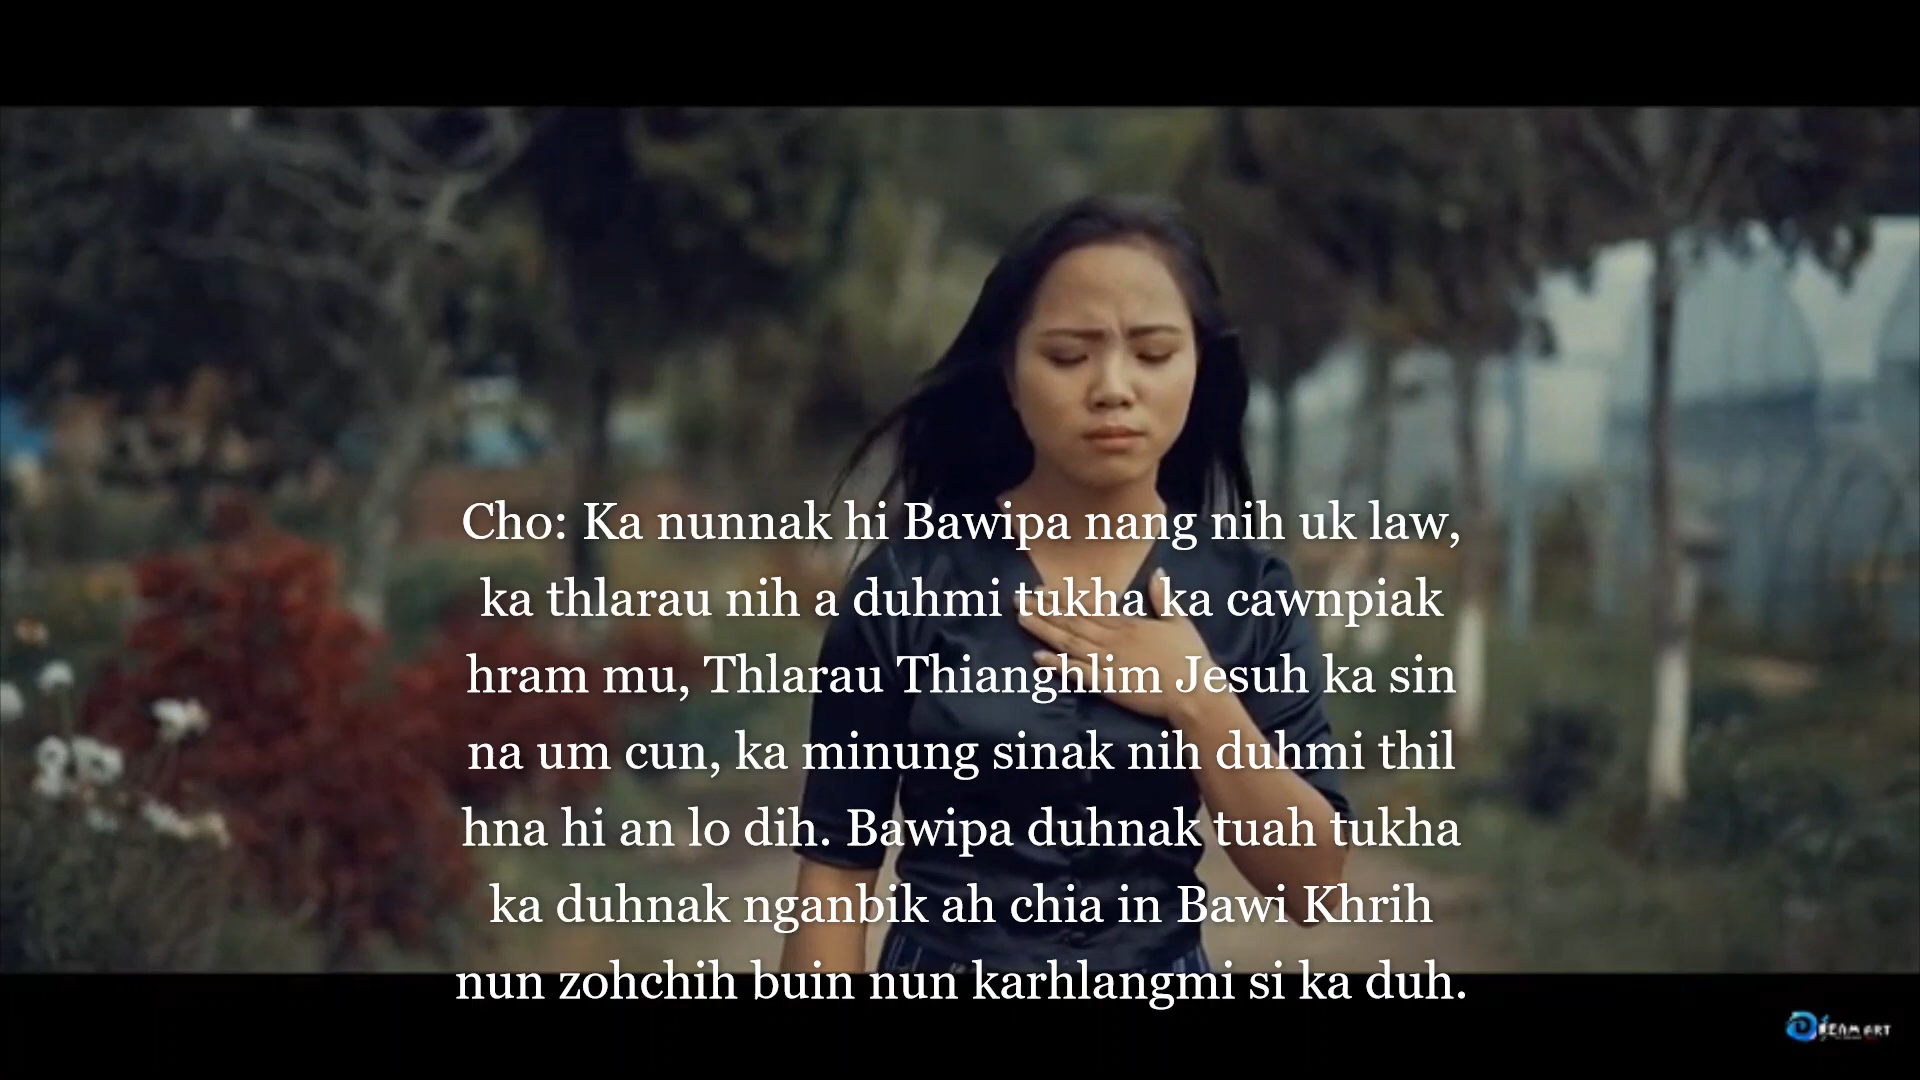 Cho: Ka nunnak hi Bawipa nang nih uk law,
ka thlarau nih a duhmi tukha ka cawnpiak
hram mu, Thlarau Thianghlim Jesuh ka sin
na um cun, ka minung sinak nih duhmi thil
hna hi an lo dih. Bawipa duhnak tuah tukha
ka duhnak nganbik ah chia in Bawi Khrih
nun zohchih buin nun karhlangmi si ka duh.
DREAM ART